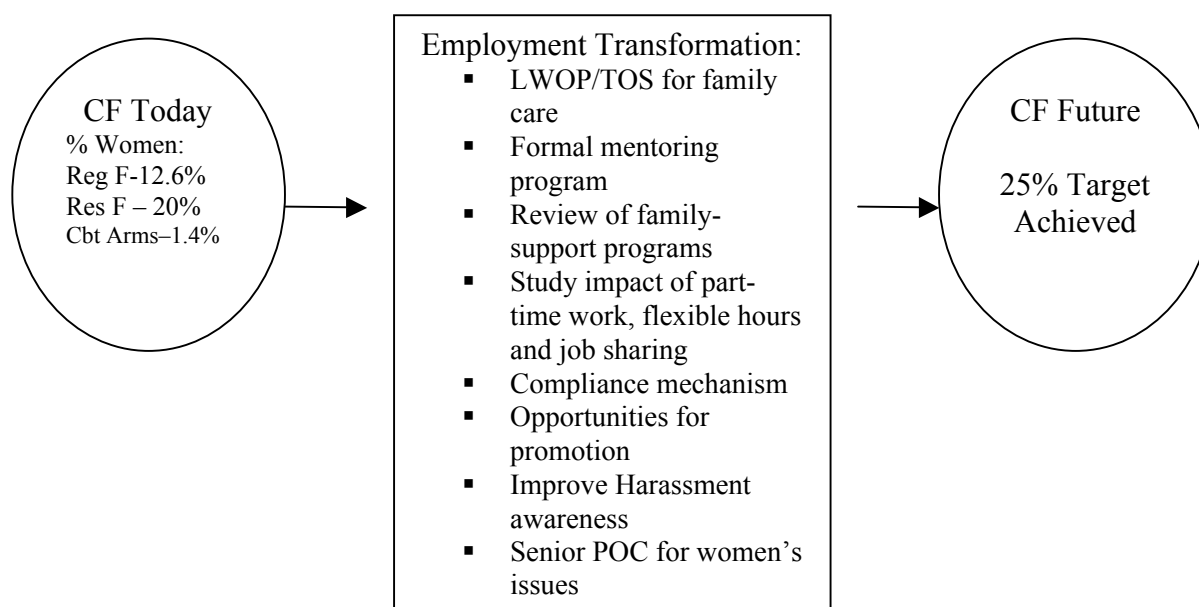 CF Today
% Women:
Reg F-12.6%
Res F – 20%
Cbt Arms–1.4%
Employment Transformation:
▪ LWOP/TOS for family
care
▪ Formal mentoring
program
▪ Review of family-
support programs
▪ Study impact of part-
time work, flexible hours
and job sharing
▪ Compliance mechanism
▪ Opportunities for
promotion
▪ Improve Harassment
awareness
▪ Senior POC for women’s
issues
CF Future
25% Target
Achieved